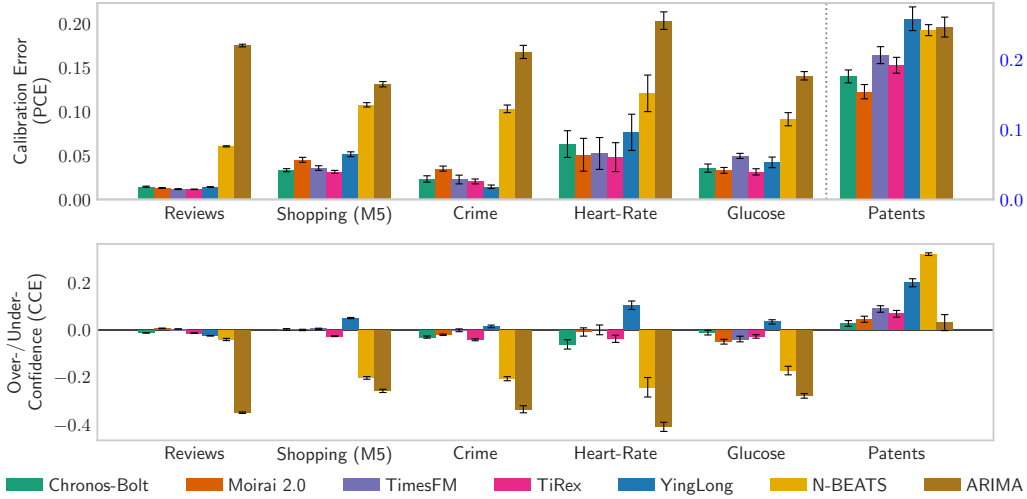 Calibration Error
(PCE)
0.20
0.15
0.10
0.05
0.00
0.2
0.1
0.0
Reviews Shopping (M5) Crime Heart-Rate Glucose Patents
Over-/Under-
Confidence (CCE)
0.2
0.0
−0.2
−0.4
Reviews Shopping (M5) Crime Heart-Rate Glucose Patents
Chronos-Bolt Moirai 2.0 TimesFM TiRex YingLong N-BEATS ARIMA